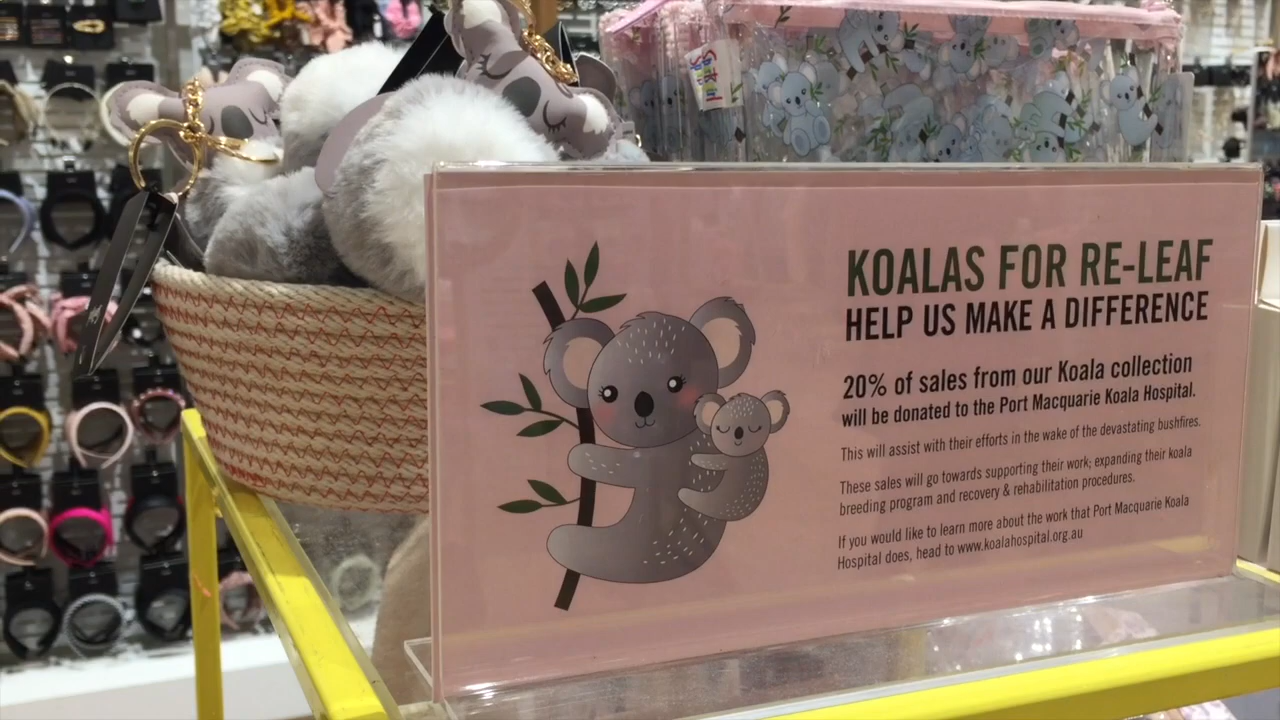 KOALAS FOR RE-LEAF
HELP US MAKE A DIFFERENCE
20% of sales from our Koala collection
will be donated to the Port Macquarie Koala Hospital.
This will assist with their efforts in the wake of the devastating bushfires.
These sales will go towards supporting their work; expanding their koala
breeding program and recovery & rehabilitation procedures.
If you would like to learn more about the work that Port Macquarie Koala
Hospital does, head to www.koalahospital.org.au